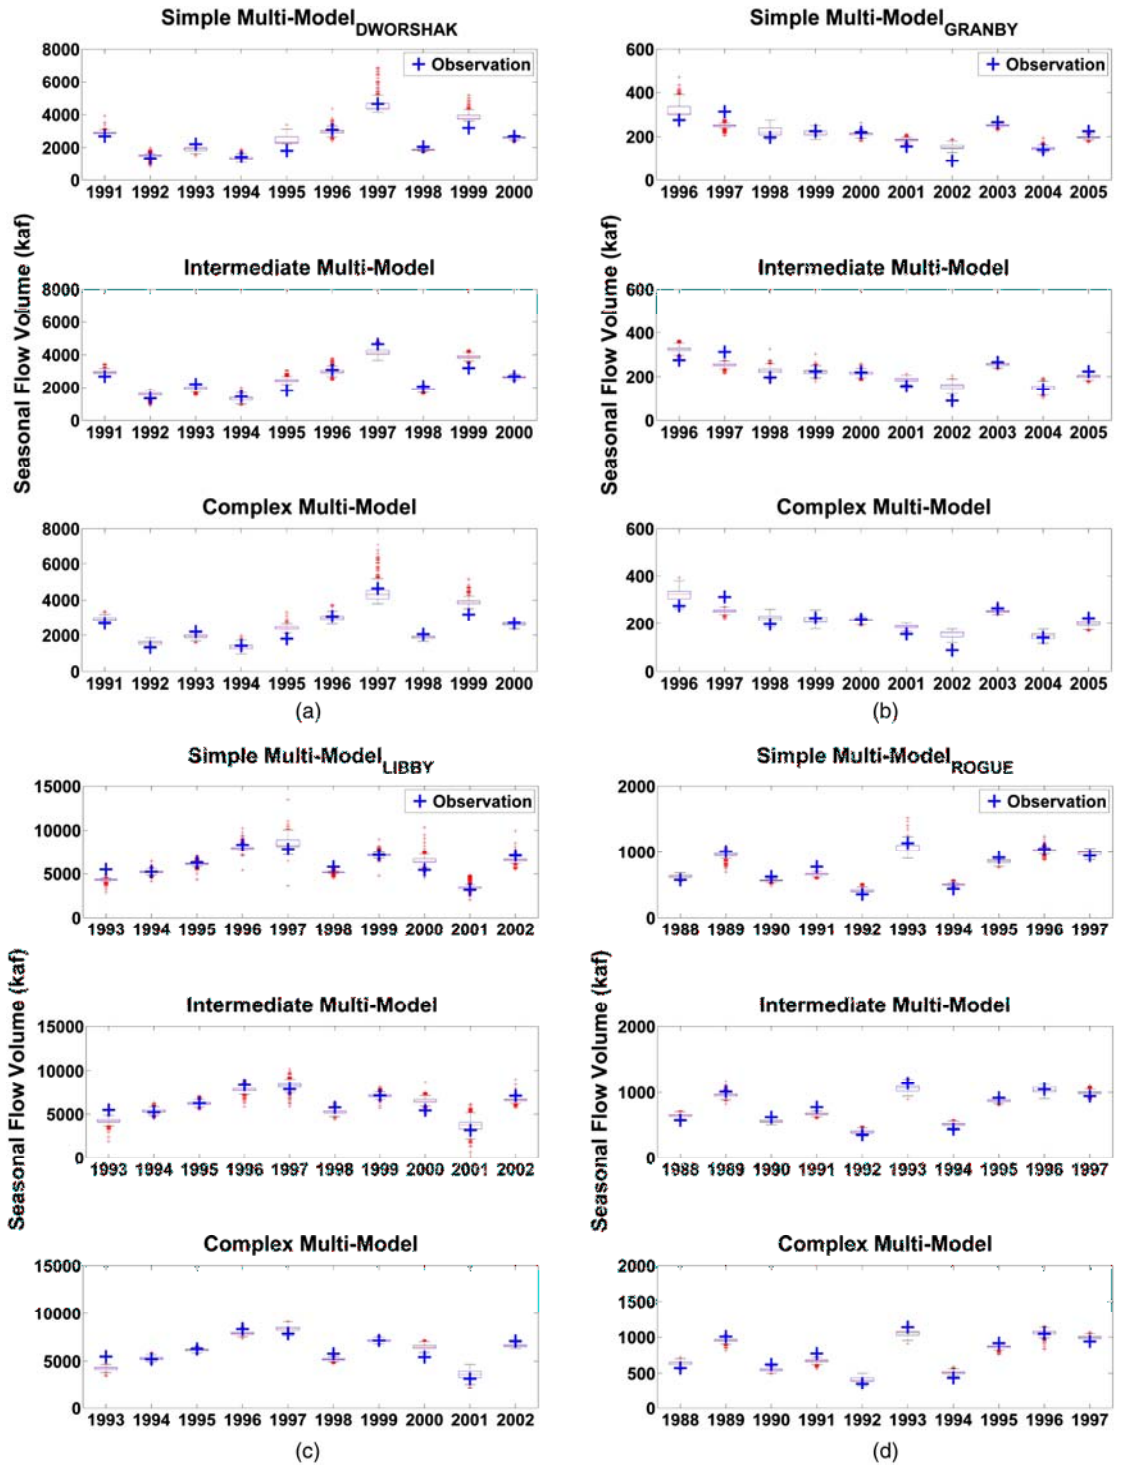 Simple Multi-Model DWORSHAK
8000
6000
4000
2000
0
Observation
1991 1992 1993 1994 1995 1996 1997 1998 1999 2000
Seasonal Flow Volume (kaf)
Intermediate Multi-Model
8000
6000
4000
2000
0
1991 1992 1993 1994 1995 1996 1997 1998 1999 2000
Complex Multi-Model
8000
6000
4000
2000
0
1991 1992 1993 1994 1995 1996 1997 1998 1999 2000
(a)
Simple Multi-Model GRANBY
600
400
200
0
Observation
1996 1997 1998 1999 2000 2001 2002 2003 2004 2005
Seasonal Flow Volume (kaf)
Intermediate Multi-Model
600
400
200
0
1996 1997 1998 1999 2000 2001 2002 2003 2004 2005
Complex Multi-Model
600
400
200
0
1996 1997 1998 1999 2000 2001 2002 2003 2004 2005
(b)
Simple Multi-Model LIBBY
15000
10000
5000
0
Observation
1993 1994 1995 1996 1997 1998 1999 2000 2001 2002
Seasonal Flow Volume (kaf)
Intermediate Multi-Model
15000
10000
5000
0
1993 1994 1995 1996 1997 1998 1999 2000 2001 2002
Complex Multi-Model
15000
10000
5000
0
1993 1994 1995 1996 1997 1998 1999 2000 2001 2002
(c)
Simple Multi-Model ROGUE
2000
1000
0
Observation
1988 1989 1990 1991 1992 1993 1994 1995 1996 1997
Seasonal Flow Volume (kaf)
Intermediate Multi-Model
2000
1000
0
1988 1989 1990 1991 1992 1993 1994 1995 1996 1997
Complex Multi-Model
2000
1500
1000
500
0
1988 1989 1990 1991 1992 1993 1994 1995 1996 1997
(d)